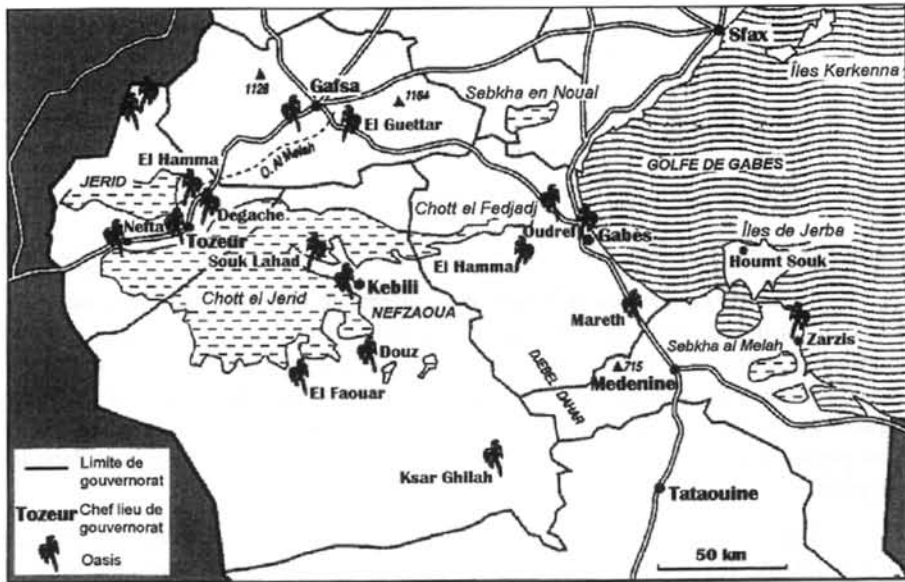 Sfax
Îles Kerkenna
1128
Gafsa
1164
Sebkha en Noual
El Guettar
O. Al Melah
El Hamma
JERID
GOLFE DE GABES
Degache
Chott el Fedjadj
Nefta
Tozeur
Oudref
Gabès
Îles de Jerba
Souk Lahad
El Hamma
Houmt Souk
Chott el Jerid
Kebili
NEFZAOUA
Mareth
Zarzis
Sebkha al Melah
Douz
DJEBEL
DAHAR
715
Medenine
El Faouar
Ksar Ghilah
Tataouine
Limite de
gouvernorat
Tozeur Chef lieu de
gouvernorat
Oasis
50 km